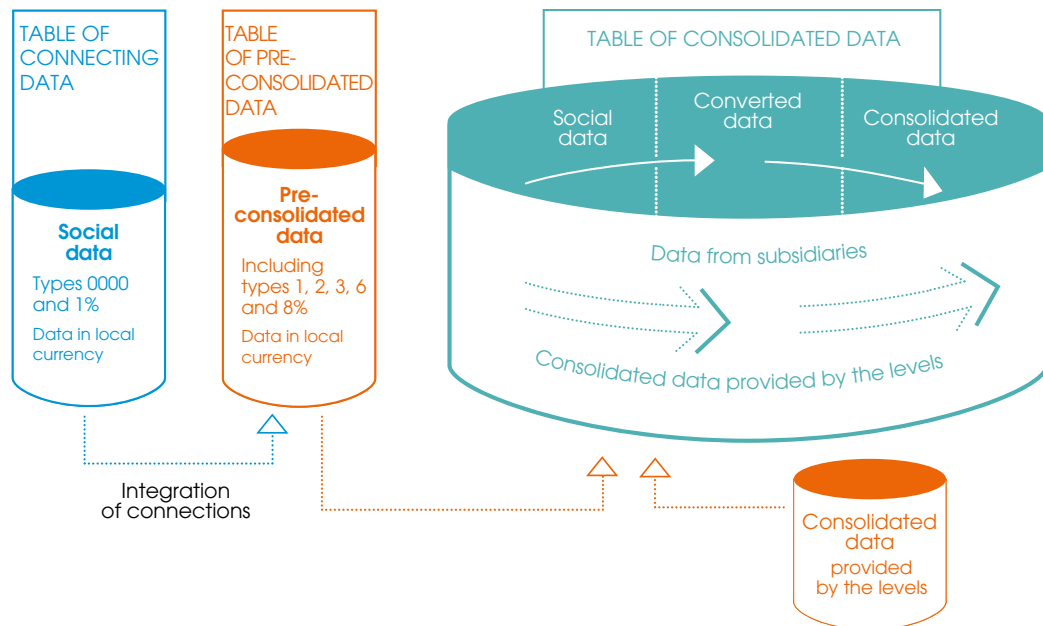 TABLE OF
CONNECTING
DATA
Social
data
Types 0000
and 1%
Data in local
currency
TABLE
OF PRE-
CONSOLIDATED
DATA
Pre-
consolidated
data
Including
types 1, 2, 3, 6
and 8%
Data in local
currency
Integration
of connections
TABLE OF CONSOLIDATED DATA
Social
data
Converted
data
Consolidated
data
Data from subsidiaries
Consolidated data provided by the levels
Consolidated
data
provided
by the levels